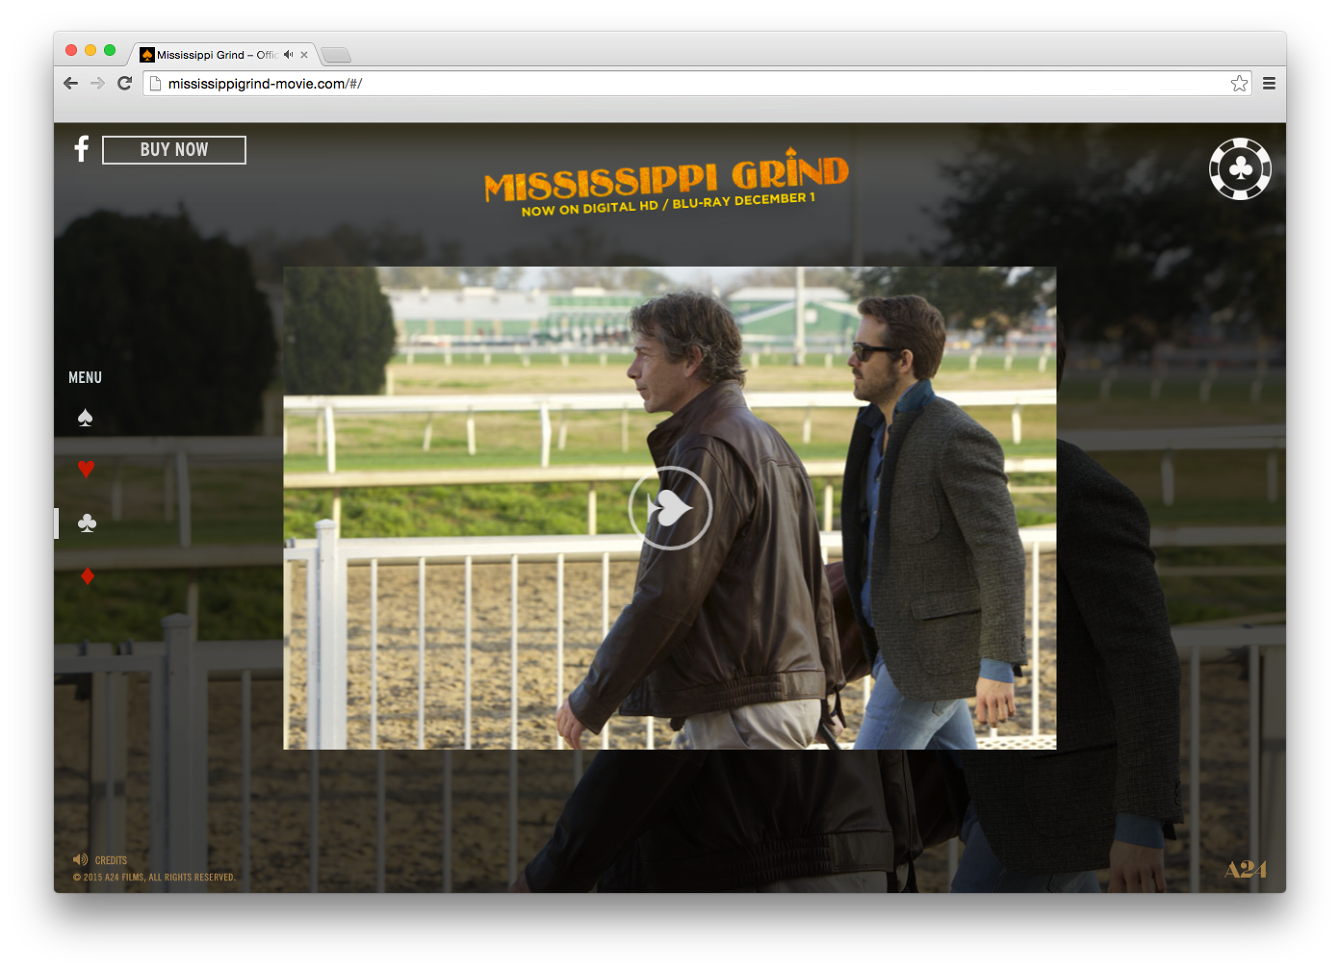 Mississippi Grind – Offic
mississippigrind-movie.com/#/
f
BUY NOW
MISSISSIPPI GRIND
NOW ON DIGITAL HD / BLU-RAY DECEMBER 1
MENU
CREDITS
© 2015 A24 FILMS, ALL RIGHTS RESERVED.
A24